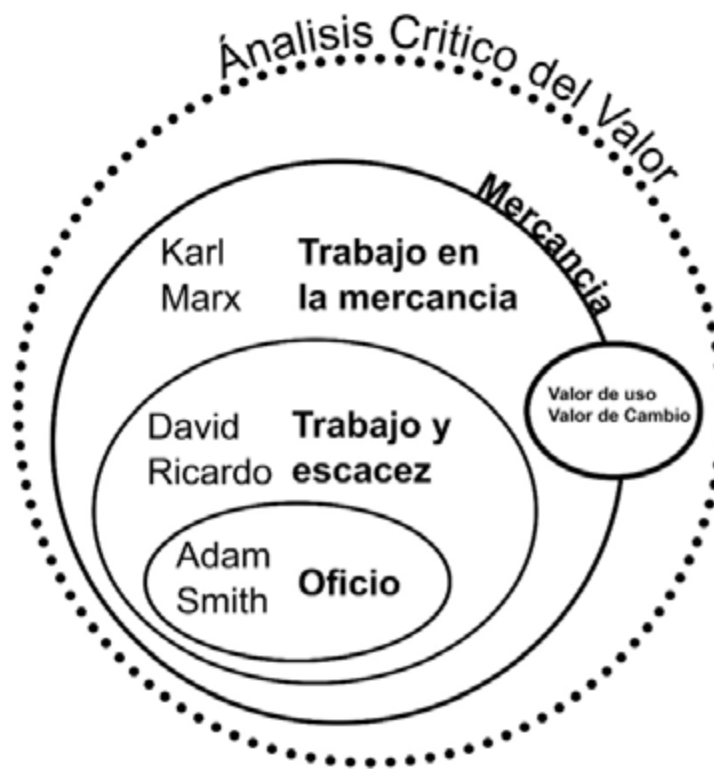 Ánalisis Critico del Valor
Mercancia
Karl
Marx
Trabajo en
la mercancia
Valor de uso
Valor de Cambio
David
Ricardo
Trabajo y
escacez
Adam
Smith
Oficio